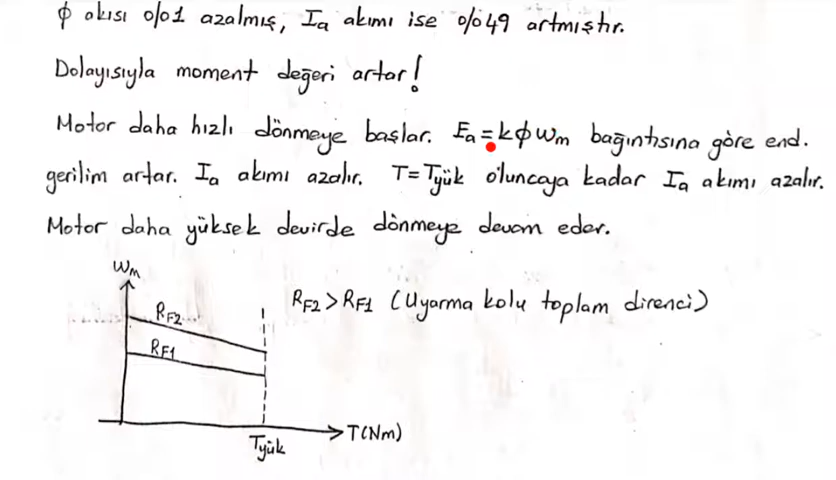 ϕ akısı %1 azalmış, Ia akımı ise %49 artmıştır.
Dolayısıyla moment değeri artar!
Motor daha hızlı dönmeye başlar. Ea=kϕωm bağıntısına göre end.
gerilim artar. Ia akımı azalır. T=Tyük oluncaya kadar Ia akımı azalır.
Motor daha yüksek devirde dönmeye devam eder.
ωm
RF2 > RF1 (Uyarma kolu toplam direnci)
RF2
RF1
T(Nm)
Tyük